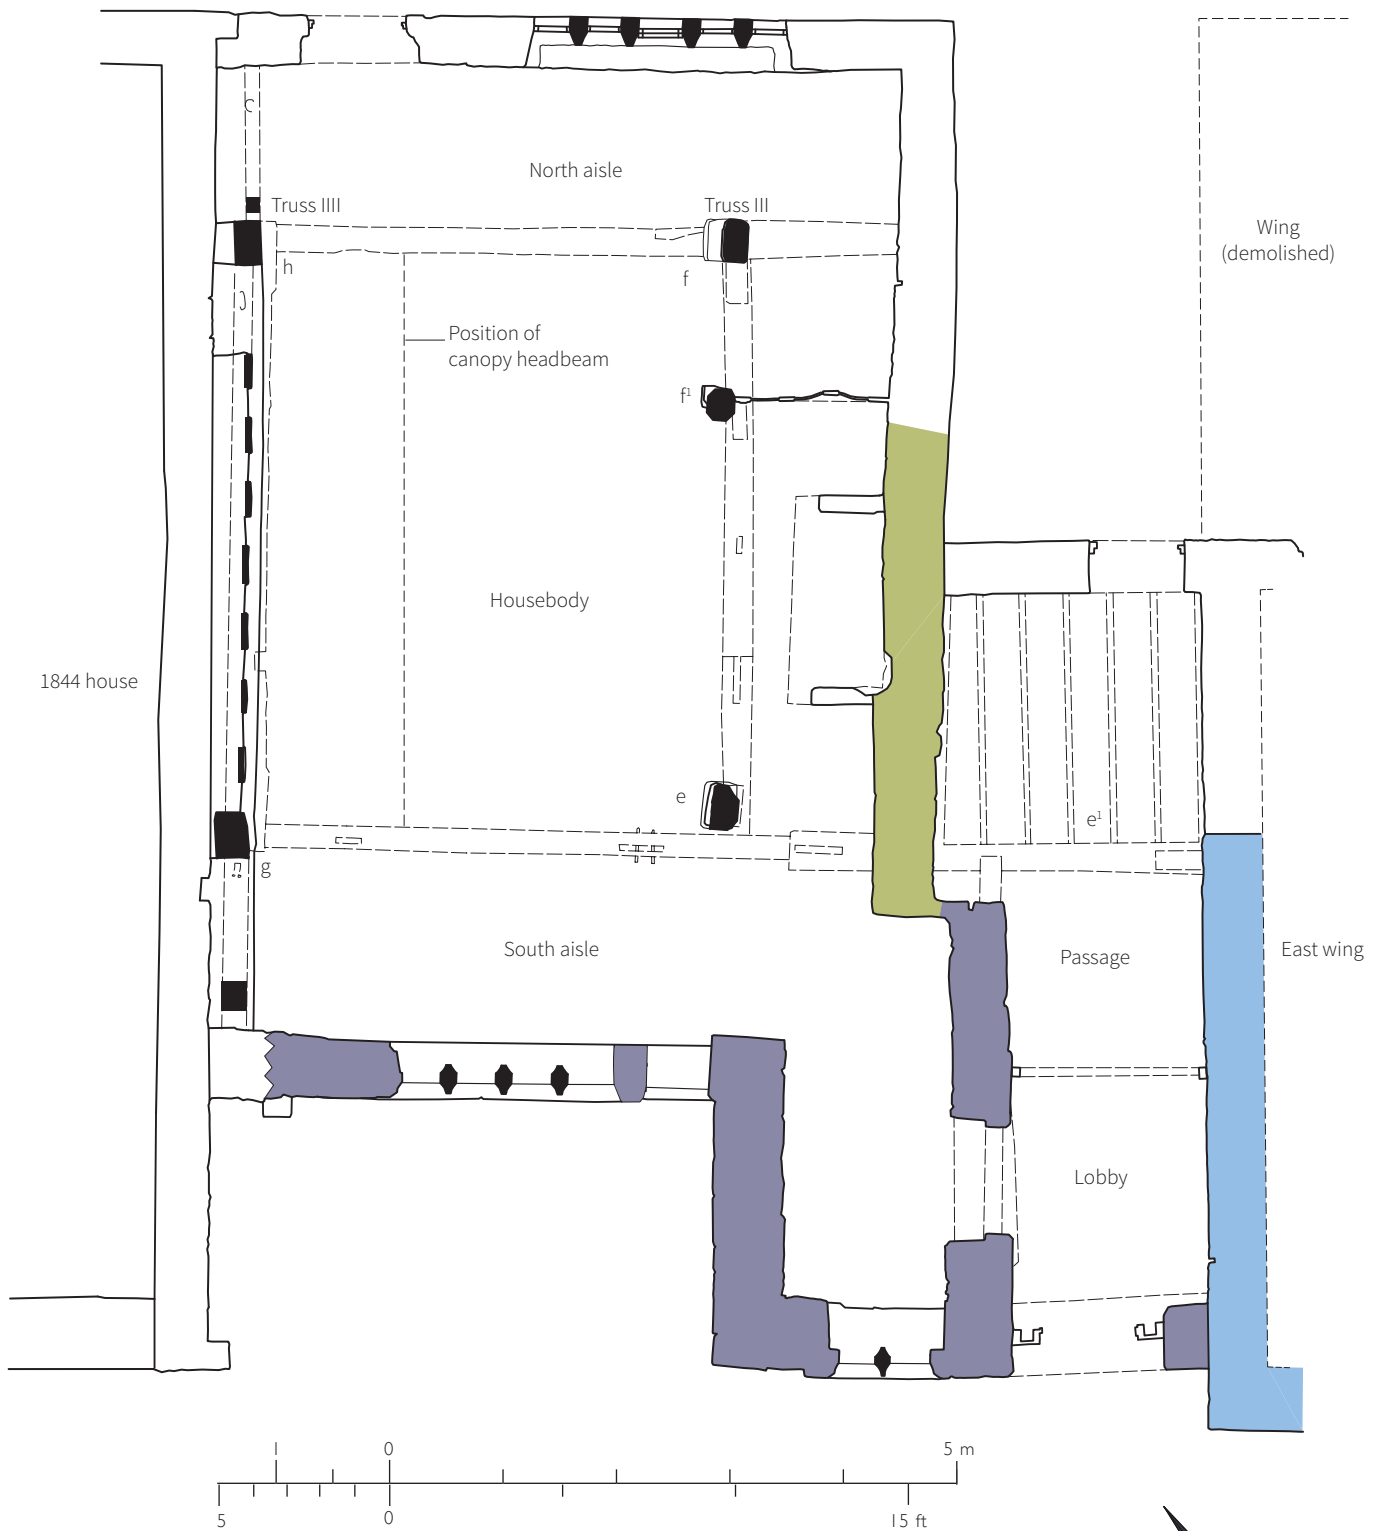 North aisle
Truss IIII
Truss III
Wing
(demolished)
h
f
Position of
canopy headbeam
f¹
Housebody
1844 house
e
e¹
g
South aisle
Passage
East wing
Lobby
1 0 5 m
5 0 15 ft